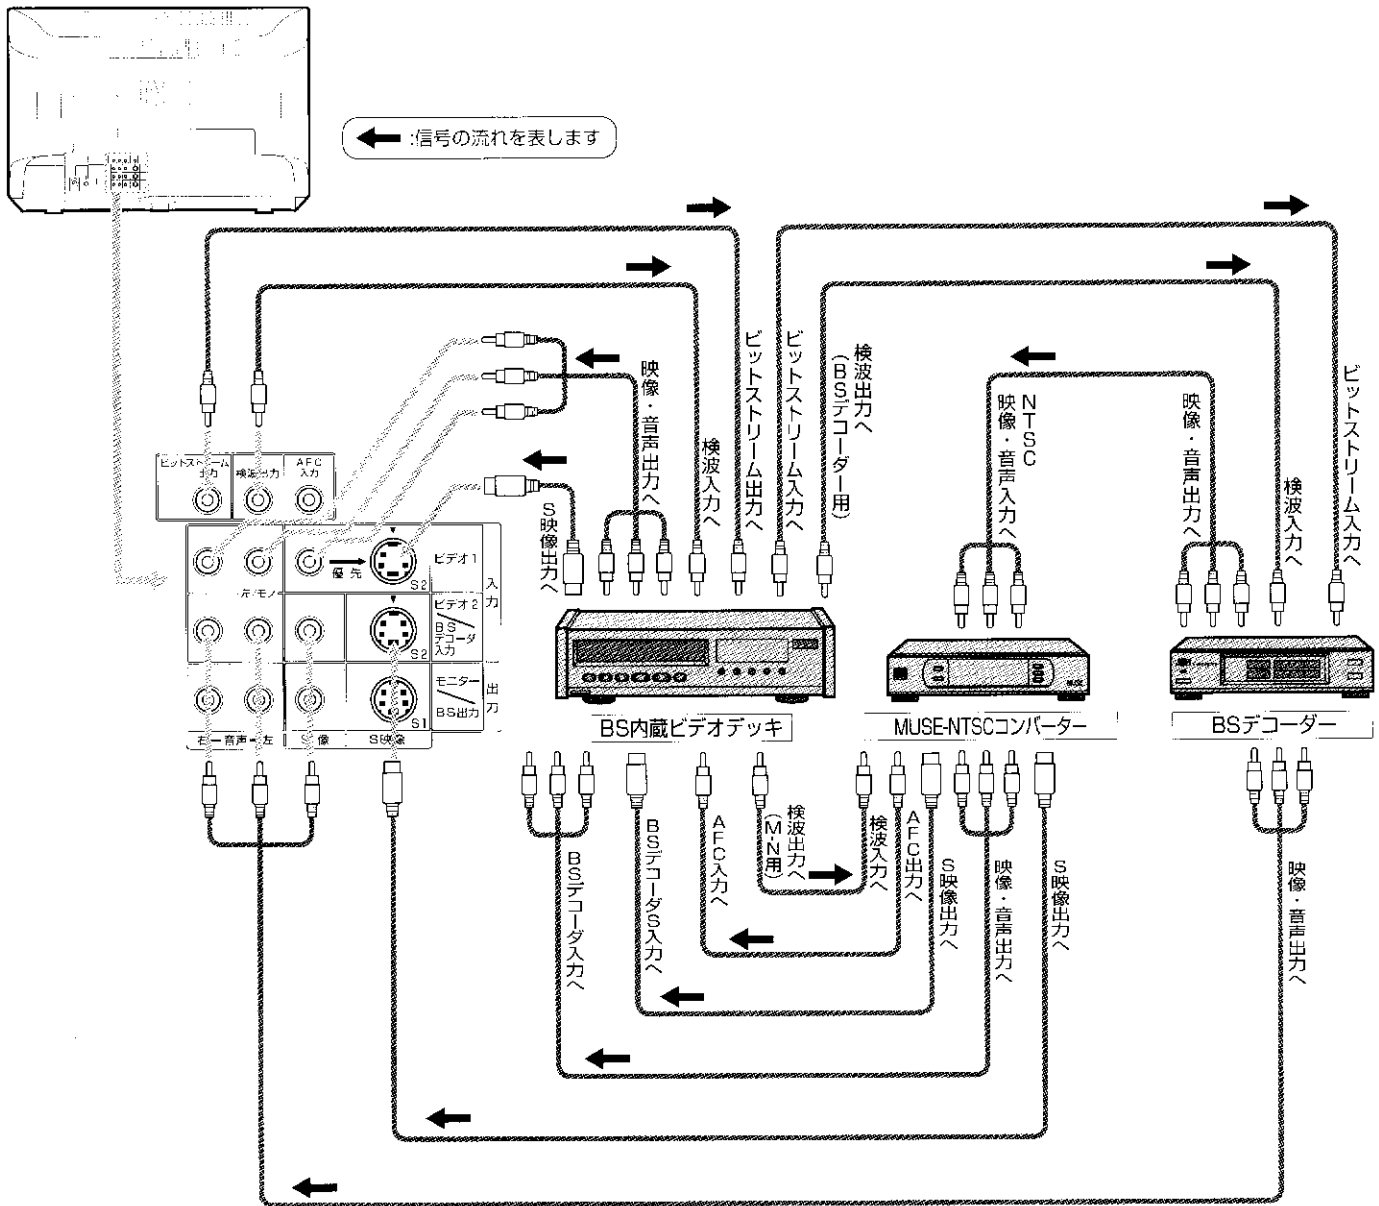 :信号の流れを表します
ビットストリーム
出力
検波出力
AFC
入力
ビデオ1
優先
S2
左/モノ
ビデオ2
BS
デコーダ
入力
S2
入力
モニター
BS出力
S1
出力
右ー音声ー左
像
S映像
映像・音声出力へ
S映像出力へ
検波入力へ
ビットストリーム出力へ
ビットストリーム入力へ
検波出力へ
(BSデコーダー用)
NTSC
映像・音声入力へ
映像・音声出力へ
検波入力へ
ビットストリーム入力へ
BS内蔵ビデオデッキ
MUSE-NTSCコンバーター
BSデコーダー
BSデコーダ入力へ
BSデコーダS入力へ
AFC入力へ
検波出力へ
(M-N用)
検波入力へ
AFC出力へ
S映像出力へ
映像・音声出力へ
S映像出力へ
映像・音声出力へ